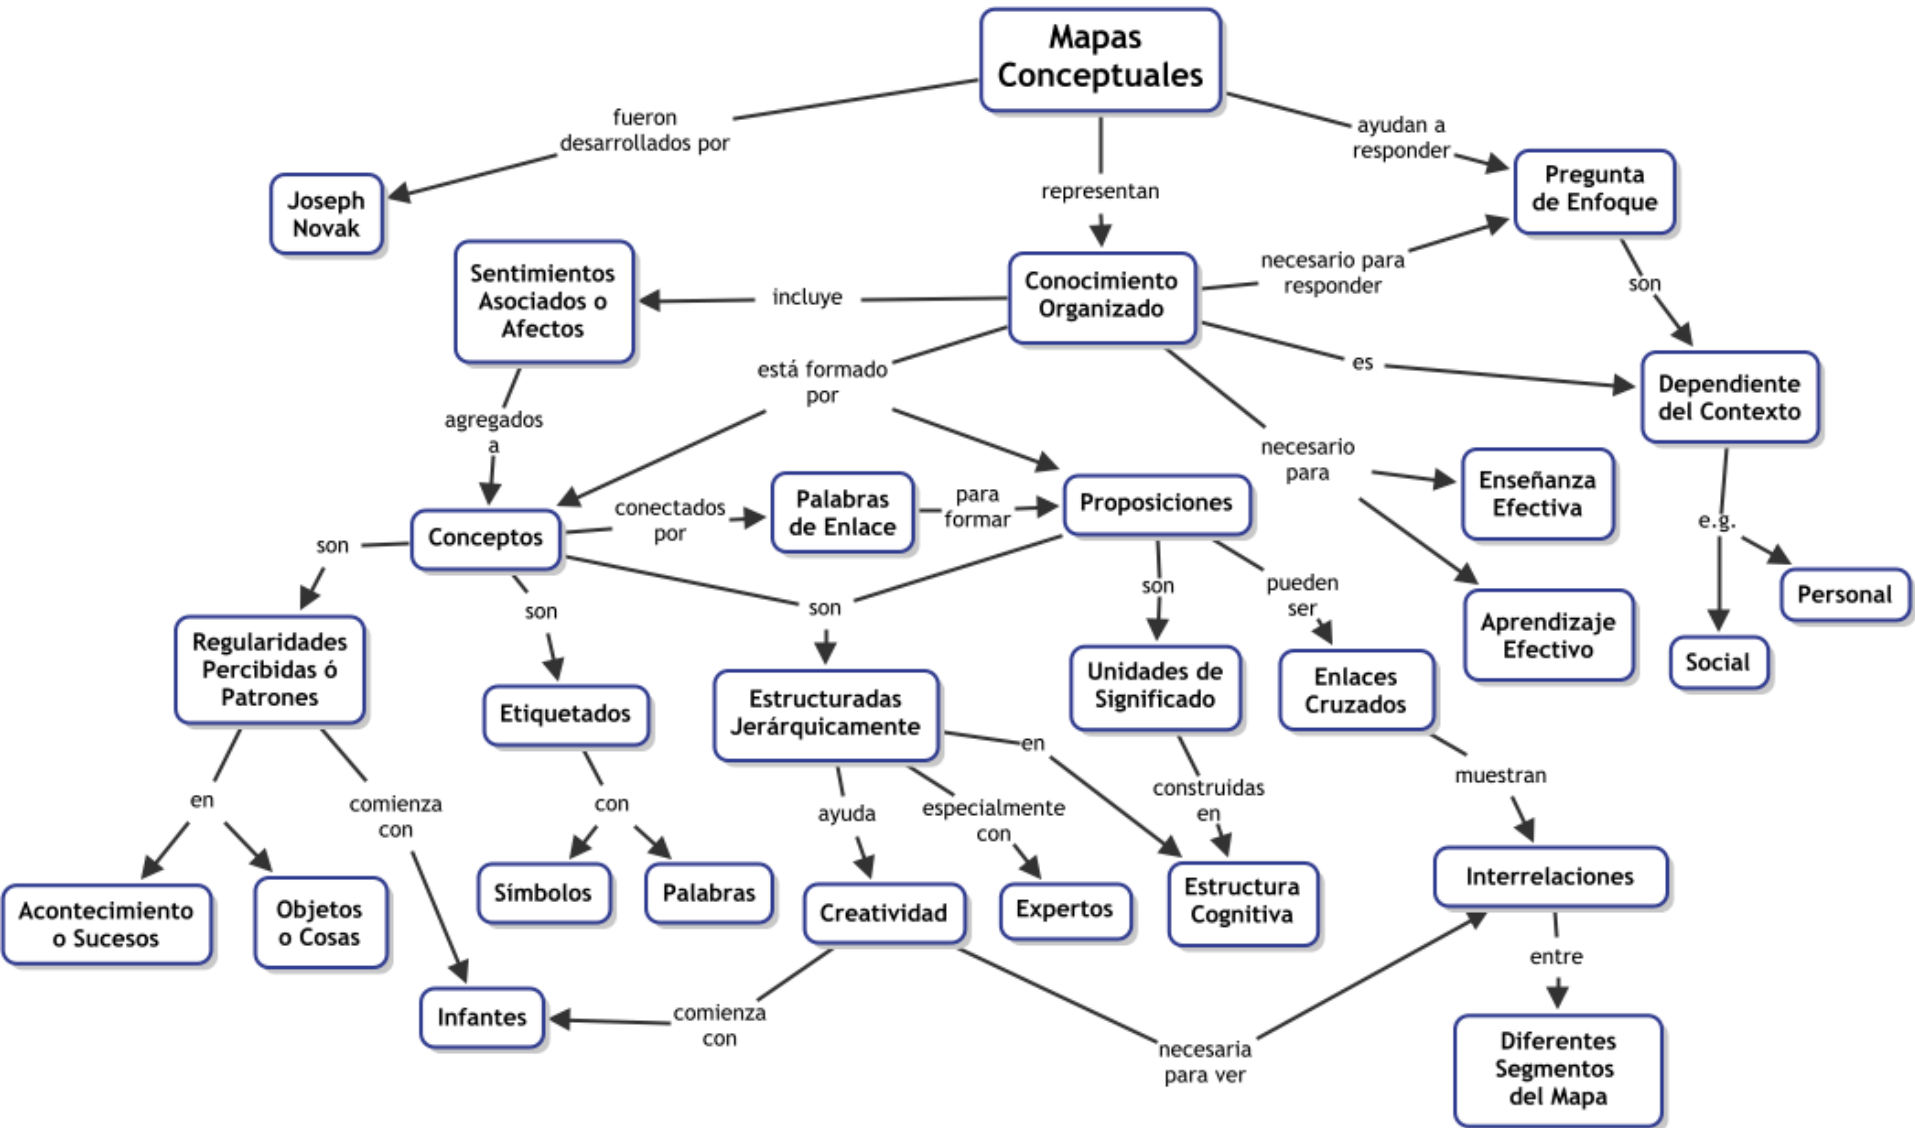 Mapas
Conceptuales
fueron
desarrollados por
ayudan a
responder
representan
Joseph
Novak
Pregunta
de Enfoque
Sentimientos
Asociados o
Afectos
incluye
Conocimiento
Organizado
necesario para
responder
son
está formado
por
es
Dependiente
del Contexto
agregados
a
necesario
para
Enseñanza
Efectiva
Conceptos
conectados
por
Palabras
de Enlace
para
formar
Proposiciones
e.g.
Personal
Social
Aprendizaje
Efectivo
son
son
son
son
pueden
ser
Regularidades
Percibidas ó
Patrones
Etiquetados
Estructuradas
Jerárquicamente
Unidades de
Significado
Enlaces
Cruzados
en
comienza
con
con
ayuda
especialmente
con
en
construidas
en
muestran
Acontecimiento
o Sucesos
Objetos
o Cosas
Símbolos
Palabras
Creatividad
Expertos
Estructura
Cognitiva
Interrelaciones
Infantes
comienza
con
necesaria
para ver
entre
Diferentes
Segmentos
del Mapa